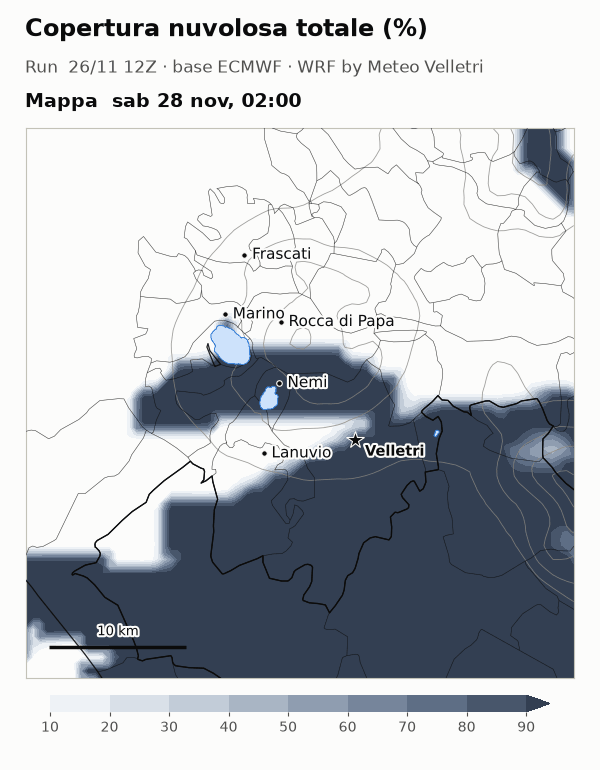 Copertura nuvolosa totale (%)
Run  26/11 12Z · base ECMWF · WRF by Meteo Velletri
Mappa  sab 28 nov, 02:00
Frascati
Marino
Rocca di Papa
Nemi
Lanuvio
Velletri
10 km
10 20 30 40 50 60 70 80 90